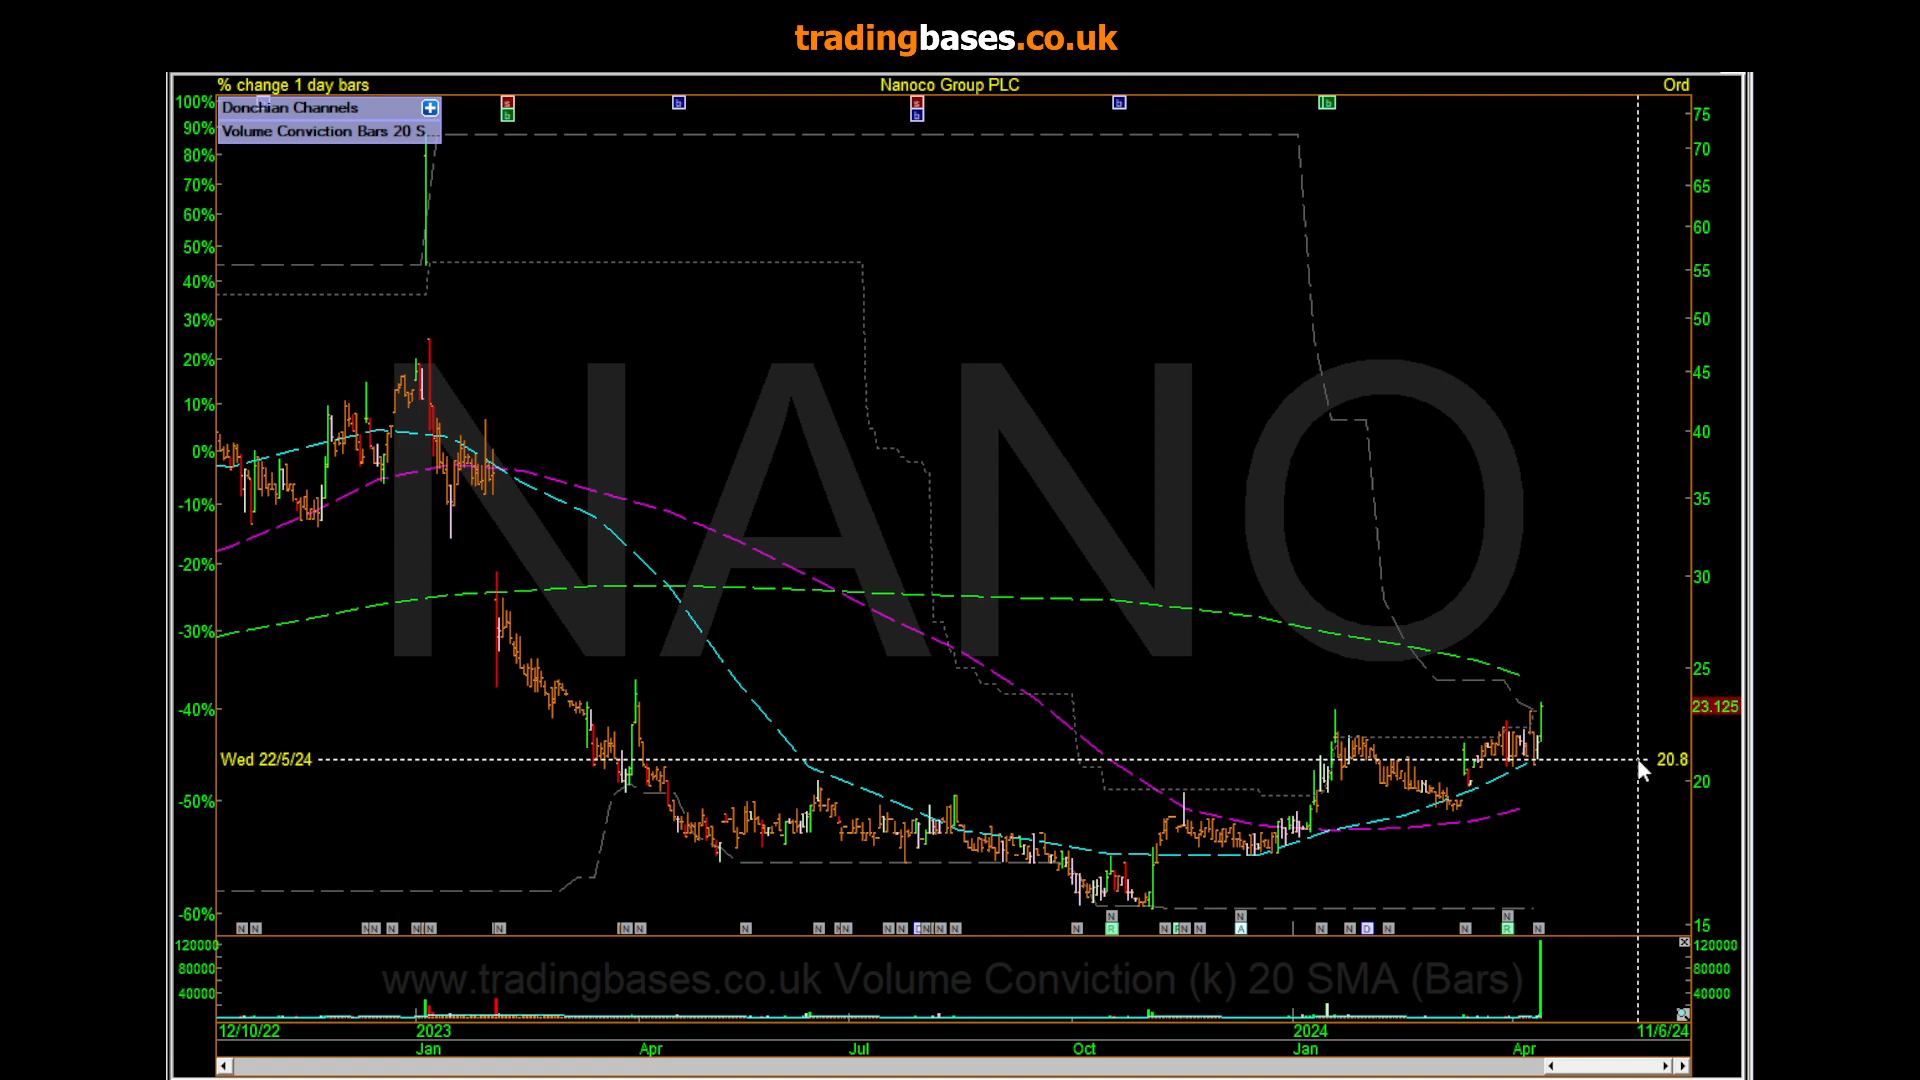 tradingbases.co.uk
% change 1 day bars
Nanoco Group PLC
Ord
Donchian Channels
Volume Conviction Bars 20 S...
100%
90%
80%
70%
60%
50%
40%
30%
20%
10%
0%
-10%
-20%
-30%
-40%
-50%
-60%
75
70
65
60
55
50
45
40
35
30
25
23.125
20.8
20
15
NANO
Wed 22/5/24
120000
80000
40000
120000
80000
40000
www.tradingbases.co.uk Volume Conviction (k) 20 SMA (Bars)
12/10/22
2023
2024
11/6/24
Jan
Apr
Jul
Oct
Jan
Apr